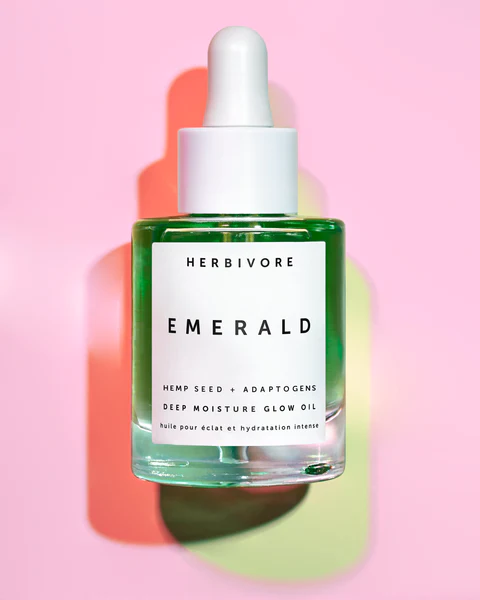 HERBIVORE
EMERALD
HEMP SEED + ADAPTOGENS
DEEP MOISTURE GLOW OIL
huile pour éclat et hydratation intense